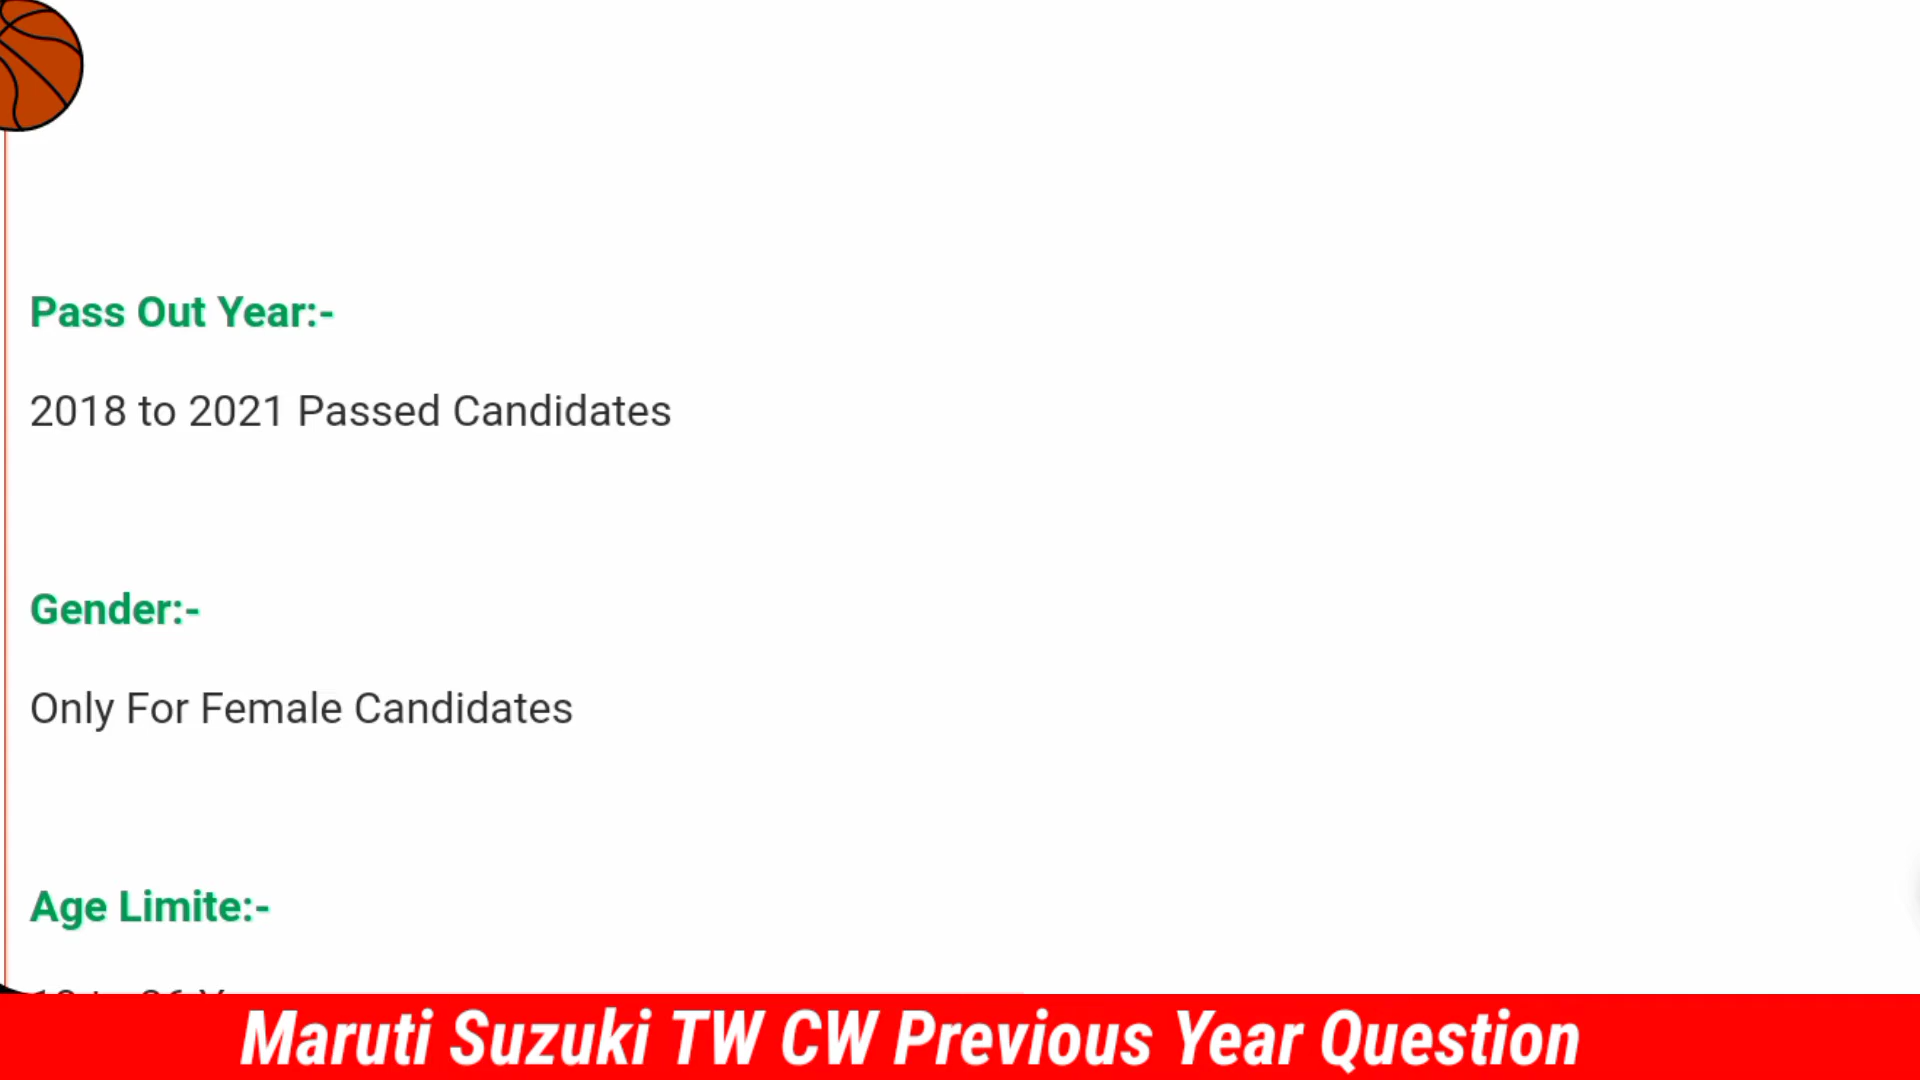 Pass Out Year:-
2018 to 2021 Passed Candidates
Gender:-
Only For Female Candidates
Age Limite:-
Maruti Suzuki TW CW Previous Year Question